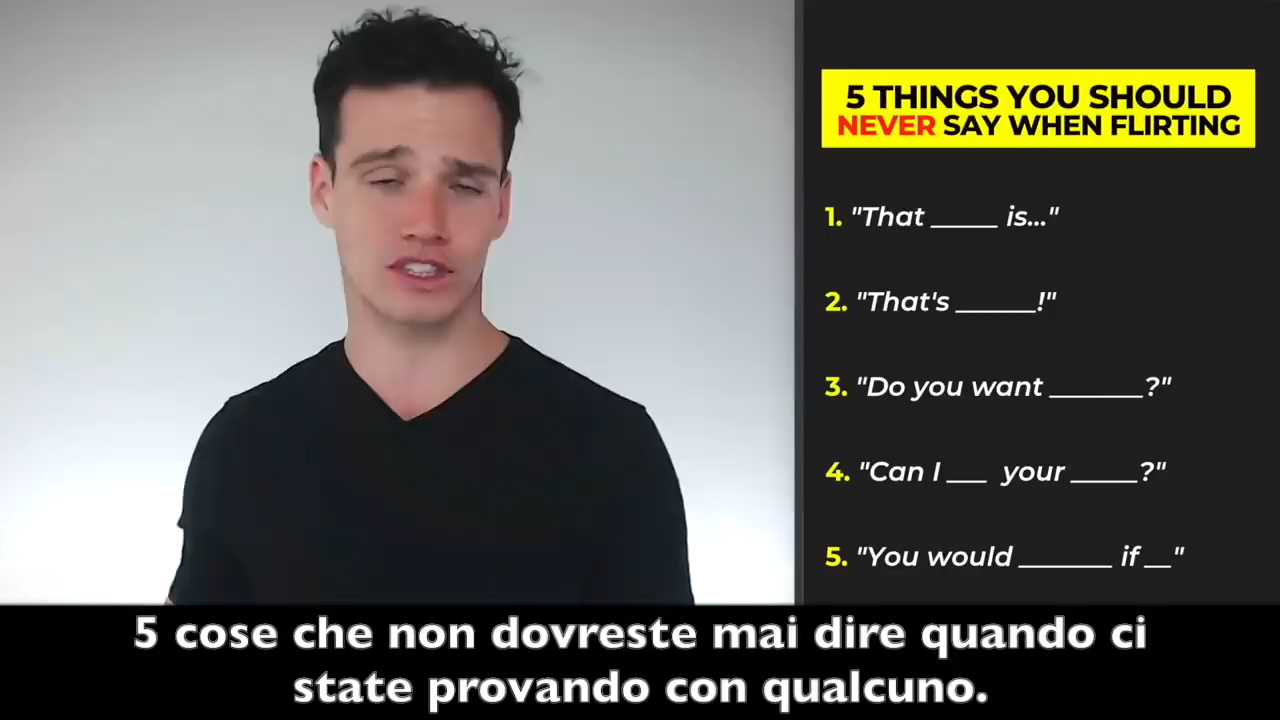 5 THINGS YOU SHOULD
NEVER SAY WHEN FLIRTING
1. "That _____ is..."
2. "That's ______!"
3. "Do you want _______?"
4. "Can I ___ your _____?"
5. "You would _______ if __"
5 cose che non dovreste mai dire quando ci
state provando con qualcuno.